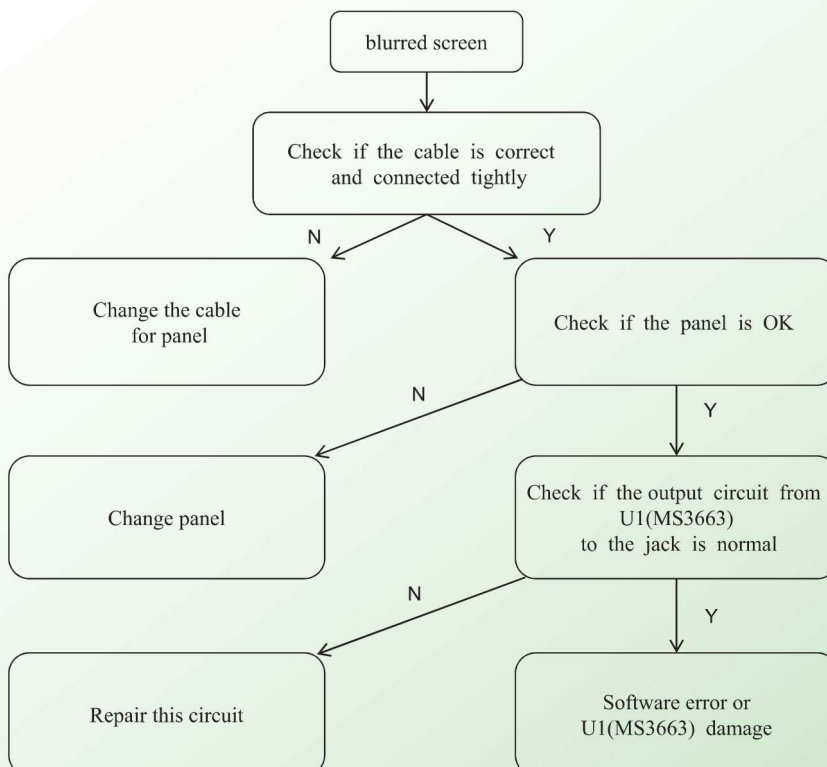 blurred screen
Check if the cable is correct
and connected tightly
N
Y
Change the cable
for panel
Check if the panel is OK
N
Y
Change panel
Check if the output circuit from
U1(MS3663)
to the jack is normal
N
Y
Repair this circuit
Software error or
U1(MS3663) damage